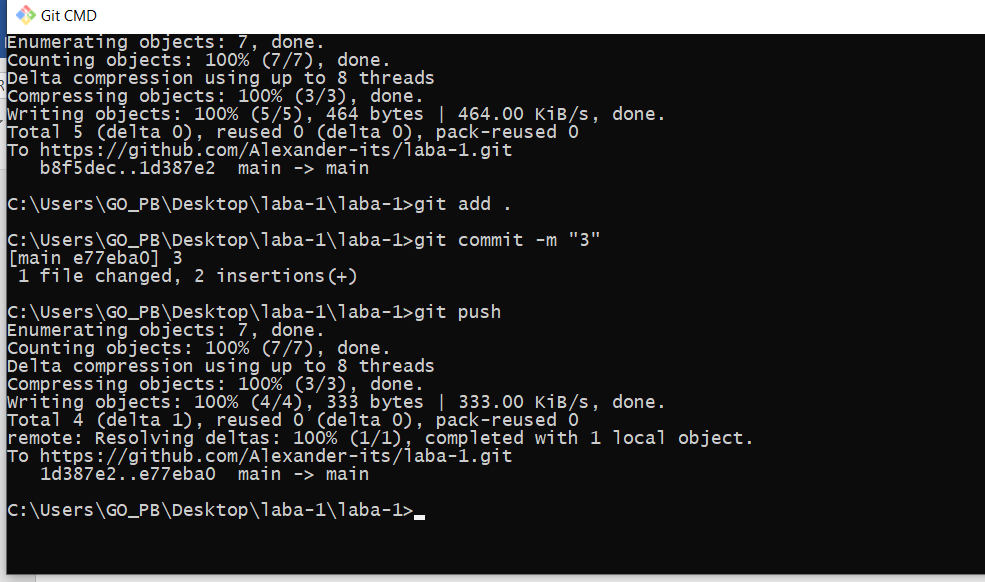 Git CMD
Enumerating objects: 7, done.
Counting objects: 100% (7/7), done.
Delta compression using up to 8 threads
Compressing objects: 100% (3/3), done.
Writing objects: 100% (5/5), 464 bytes | 464.00 KiB/s, done.
Total 5 (delta 0), reused 0 (delta 0), pack-reused 0
To https://github.com/Alexander-its/laba-1.git
   b8f5dec..1d387e2  main -> main
C:\Users\GO_PB\Desktop\laba-1\laba-1>git add .
C:\Users\GO_PB\Desktop\laba-1\laba-1>git commit -m "3"
[main e77eba0] 3
 1 file changed, 2 insertions(+)
C:\Users\GO_PB\Desktop\laba-1\laba-1>git push
Enumerating objects: 7, done.
Counting objects: 100% (7/7), done.
Delta compression using up to 8 threads
Compressing objects: 100% (3/3), done.
Writing objects: 100% (4/4), 333 bytes | 333.00 KiB/s, done.
Total 4 (delta 1), reused 0 (delta 0), pack-reused 0
remote: Resolving deltas: 100% (1/1), completed with 1 local object.
To https://github.com/Alexander-its/laba-1.git
   1d387e2..e77eba0  main -> main
C:\Users\GO_PB\Desktop\laba-1\laba-1>